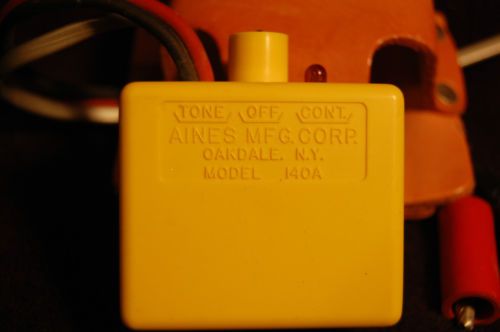 TONE OFF CONT.
AINES MFG. CORP.
OAKDALE, N.Y.
MODEL 140A